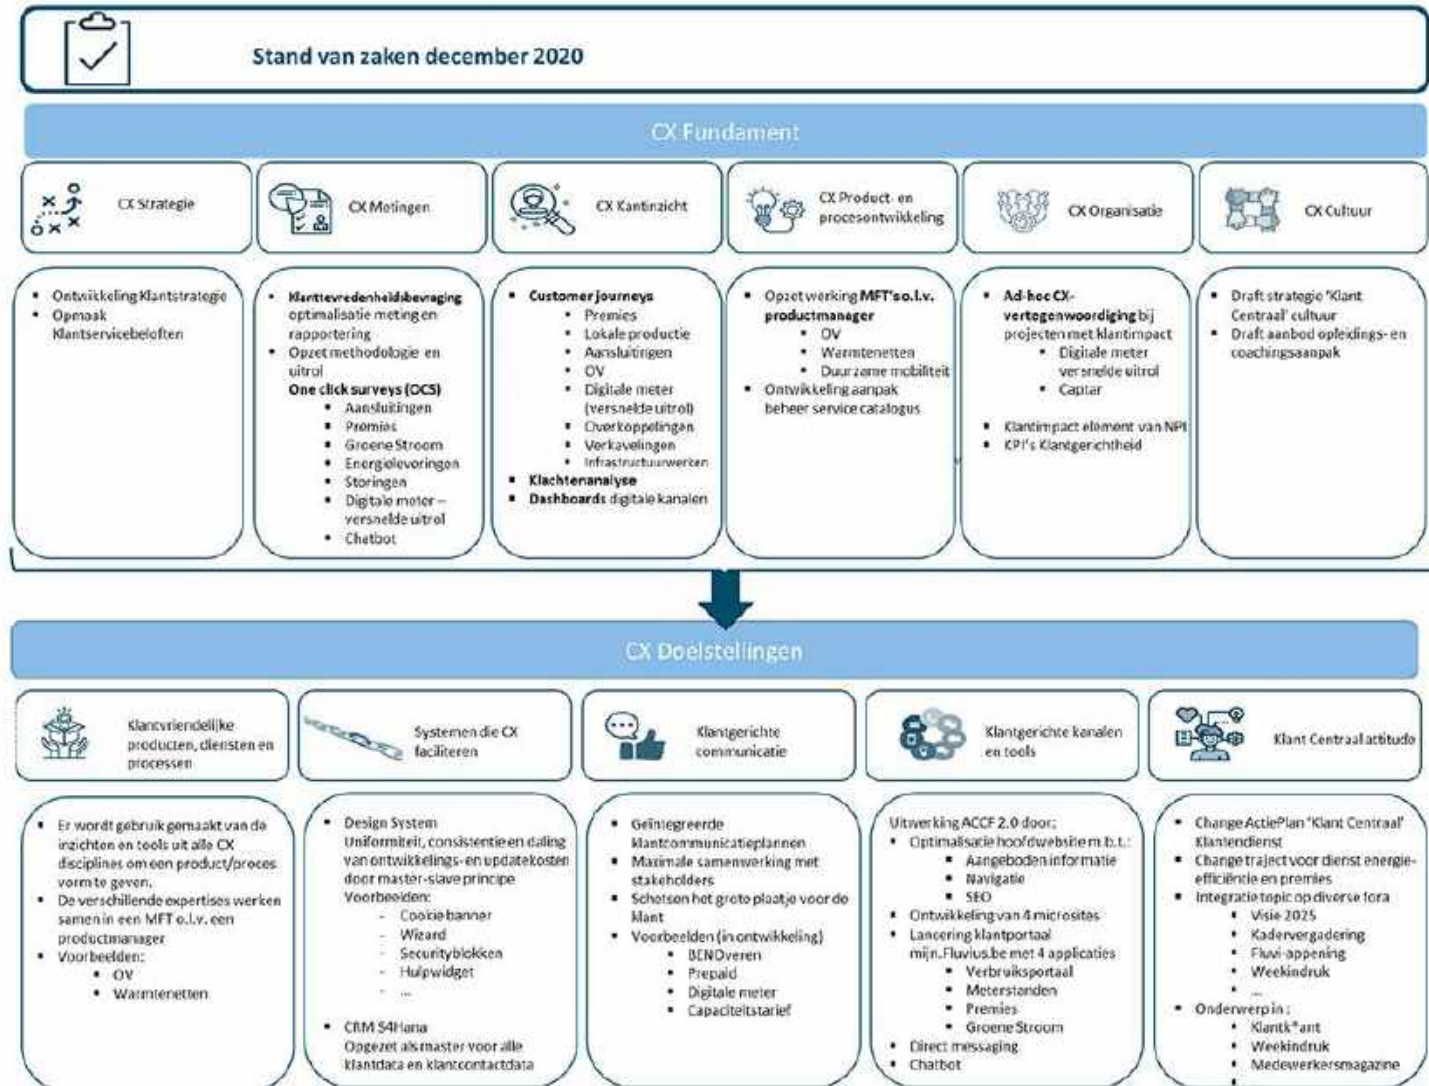 Stand van zaken december 2020
CX Fundament
CX Strategie
CX Metingen
CX Kantinzicht
CX Product- en
procesontwikkeling
CX Organisatie
CX Cultuur
▪ Ontwikkeling Klantstrategie
▪ Opmaak
Klantservicebeloften
▪ Klanttevredenheidsbevraging
optimalisatie meting en
rapportering
▪ Opzet methodologie en
uitrol
One click surveys (OCS)
▪ Aansluitingen
▪ Premies
▪ Groene Stroom
▪ Energieleveringen
▪ Storingen
▪ Digitale meter –
versnelde uitrol
▪ Chatbot
▪ Customer journeys
▪ Premies
▪ Lokale productie
▪ Aansluitingen
▪ OV
▪ Digitale meter
(versnelde uitrol)
▪ Overkoppelingen
▪ Verkavelingen
▪ Infrastructuurwerken
▪ Klachtenanalyse
▪ Dashboards digitale kanalen
▪ Opzet werking MFT's o.l.v.
productmanager
▪ OV
▪ Warmtenetten
▪ Duurzame mobiliteit
▪ Ontwikkeling aanpak
beheer service catalogus
▪ Ad-hoc CX-
vertegenwoordiging bij
projecten met klantimpact
▪ Digitale meter
versnelde uitrol
▪ Captar
▪ Klantimpact element van NPI
▪ KPI's Klantgerichtheid
▪ Draft strategie 'Klant
Centraal' cultuur
▪ Draft aanbod opleidings- en
coachingsaanpak
CX Doelstellingen
Klantvriendelijke
producten, diensten en
processen
Systemen die CX
faciliteren
Klantgerichte
communicatie
Klantgerichte kanalen
en tools
Klant Centraal attitude
▪ Er wordt gebruik gemaakt van de
inzichten en tools uit alle CX
disciplines om een product/proces
vorm te geven.
▪ De verschillende expertises werken
samen in een MFT o.l.v. een
productmanager
▪ Voorbeelden:
▪ OV
▪ Warmtenetten
▪ Design System
Uniformiteit, consistentie en daling
van ontwikkelings- en updatekosten
door master-slave principe
Voorbeelden:
- Cookie banner
- Wizard
- Securityblokken
- Hulpwidget
- ...
▪ CRM S4Hana
Opgezet als master voor alle
klantdata en klantcontactdata
▪ Geïntegreerde
klantcommunicatieplannen
▪ Maximale samenwerking met
stakeholders
▪ Schetsen het grote plaatje voor de
klant
▪ Voorbeelden (in ontwikkeling)
▪ BENOveren
▪ Prepaid
▪ Digitale meter
▪ Capaciteitstarief
Uitwerking ACCF 2.0 door:
▪ Optimalisatie hoofdwebsite m.b.t.:
▪ Aangeboden informatie
▪ Navigatie
▪ SEO
▪ Ontwikkeling van 4 microsites
▪ Lancering klantportaal
mijn.Fluvius.be met 4 applicaties
▪ Verbruiksportaal
▪ Meterstanden
▪ Premies
▪ Groene Stroom
▪ Direct messaging
▪ Chatbot
▪ Change ActiePlan 'Klant Centraal'
Klantendienst
▪ Change traject voor dienst energie-
efficiëntie en premies
▪ Integratie topic op diverse fora
▪ Visie 2025
▪ Kadervergadering
▪ Fluvi-appening
▪ Weekindruk
▪ ...
▪ Onderwerp in:
▪ Klantk*ant
▪ Weekindruk
▪ Medewerkersmagazine